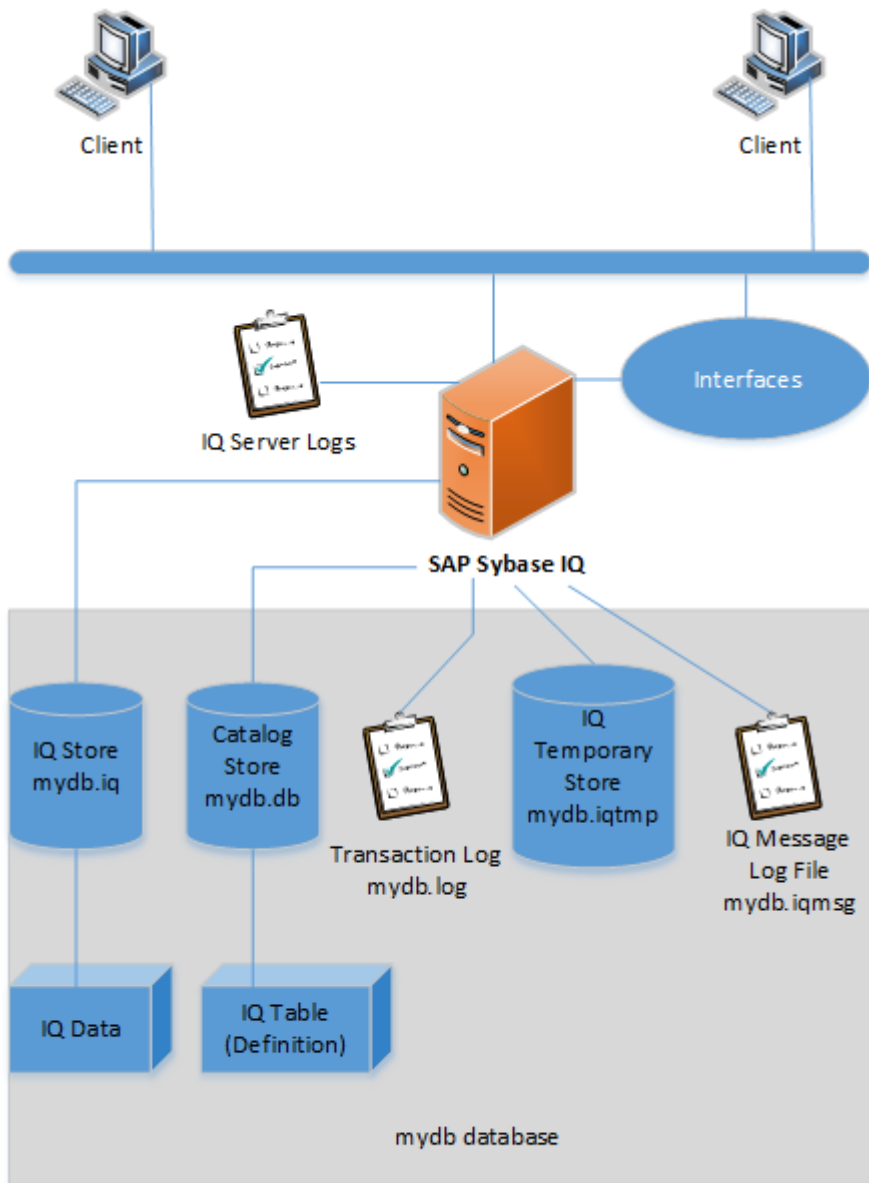 Client
Client
Interfaces
IQ Server Logs
SAP Sybase IQ
IQ Store
mydb.iq
Catalog
Store
mydb.db
Transaction Log
mydb.log
IQ
Temporary
Store
mydb.iqtmp
IQ Message
Log File
mydb.iqmsg
IQ Data
IQ Table
(Definition)
mydb database